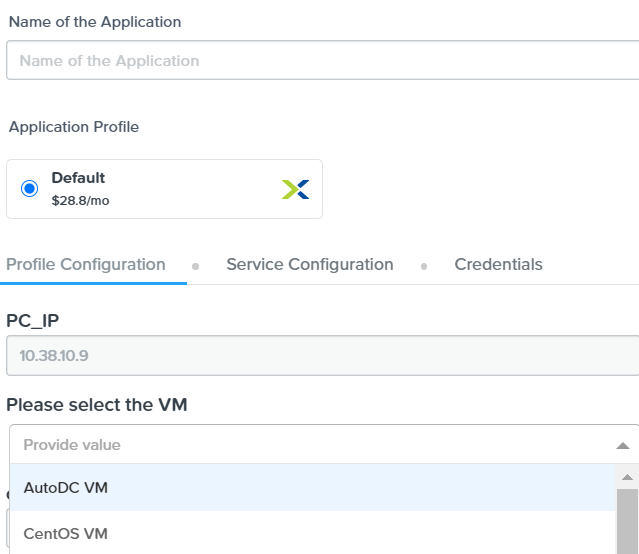 Name of the Application
Name of the Application
Application Profile
Default
$28.8/mo
Profile Configuration
Service Configuration
Credentials
PC_IP
10.38.10.9
Please select the VM
Provide value
AutoDC VM
CentOS VM